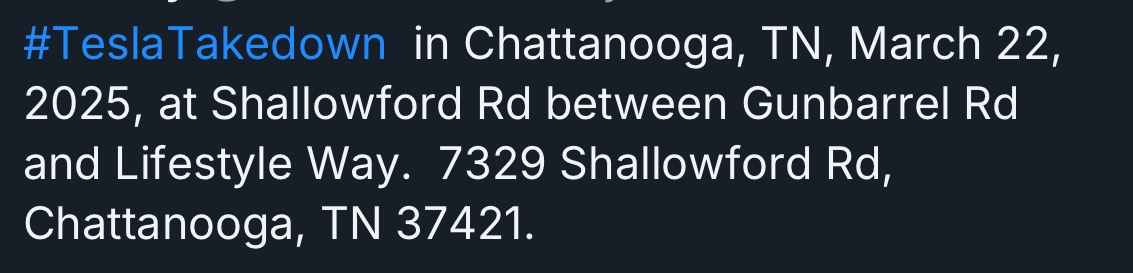 #TeslaTakedown in Chattanooga, TN, March 22,
2025, at Shallowford Rd between Gunbarrel Rd
and Lifestyle Way.  7329 Shallowford Rd,
Chattanooga, TN 37421.